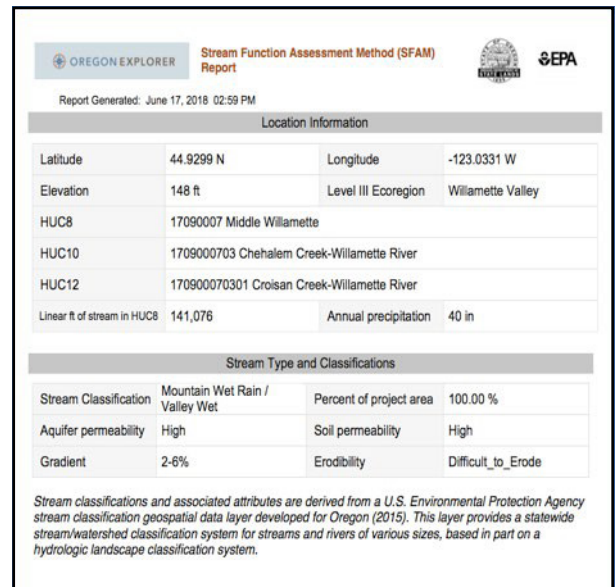 OREGON EXPLORER
Stream Function Assessment Method (SFAM)
Report
EPA
Report Generated: June 17, 2018 02:59 PM
Location Information
Latitude 44.9299 N Longitude -123.0331 W
Elevation 148 ft Level III Ecoregion Willamette Valley
HUC8 17090007 Middle Willamette
HUC10 1709000703 Chehalem Creek-Willamette River
HUC12 170900070301 Croisan Creek-Willamette River
Linear ft of stream in HUC8 141,076 Annual precipitation 40 in
Stream Type and Classifications
Stream Classification Mountain Wet Rain /
Valley Wet Percent of project area 100.00 %
Aquifer permeability High Soil permeability High
Gradient 2-6% Erodibility Difficult_to_Erode
Stream classifications and associated attributes are derived from a U.S. Environmental Protection Agency
stream classification geospatial data layer developed for Oregon (2015). This layer provides a statewide
stream/watershed classification system for streams and rivers of various sizes, based in part on a
hydrologic landscape classification system.